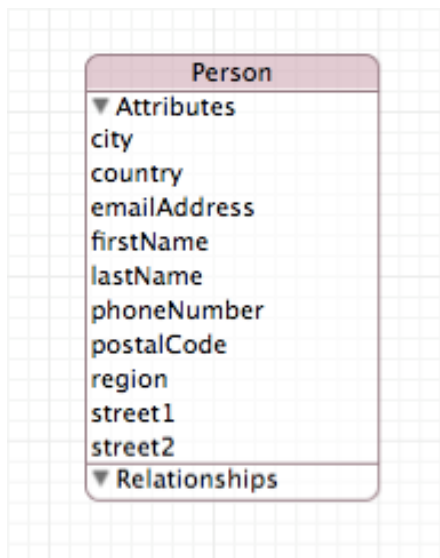 Person
Attributes
city
country
emailAddress
firstName
lastName
phoneNumber
postalCode
region
street1
street2
Relationships